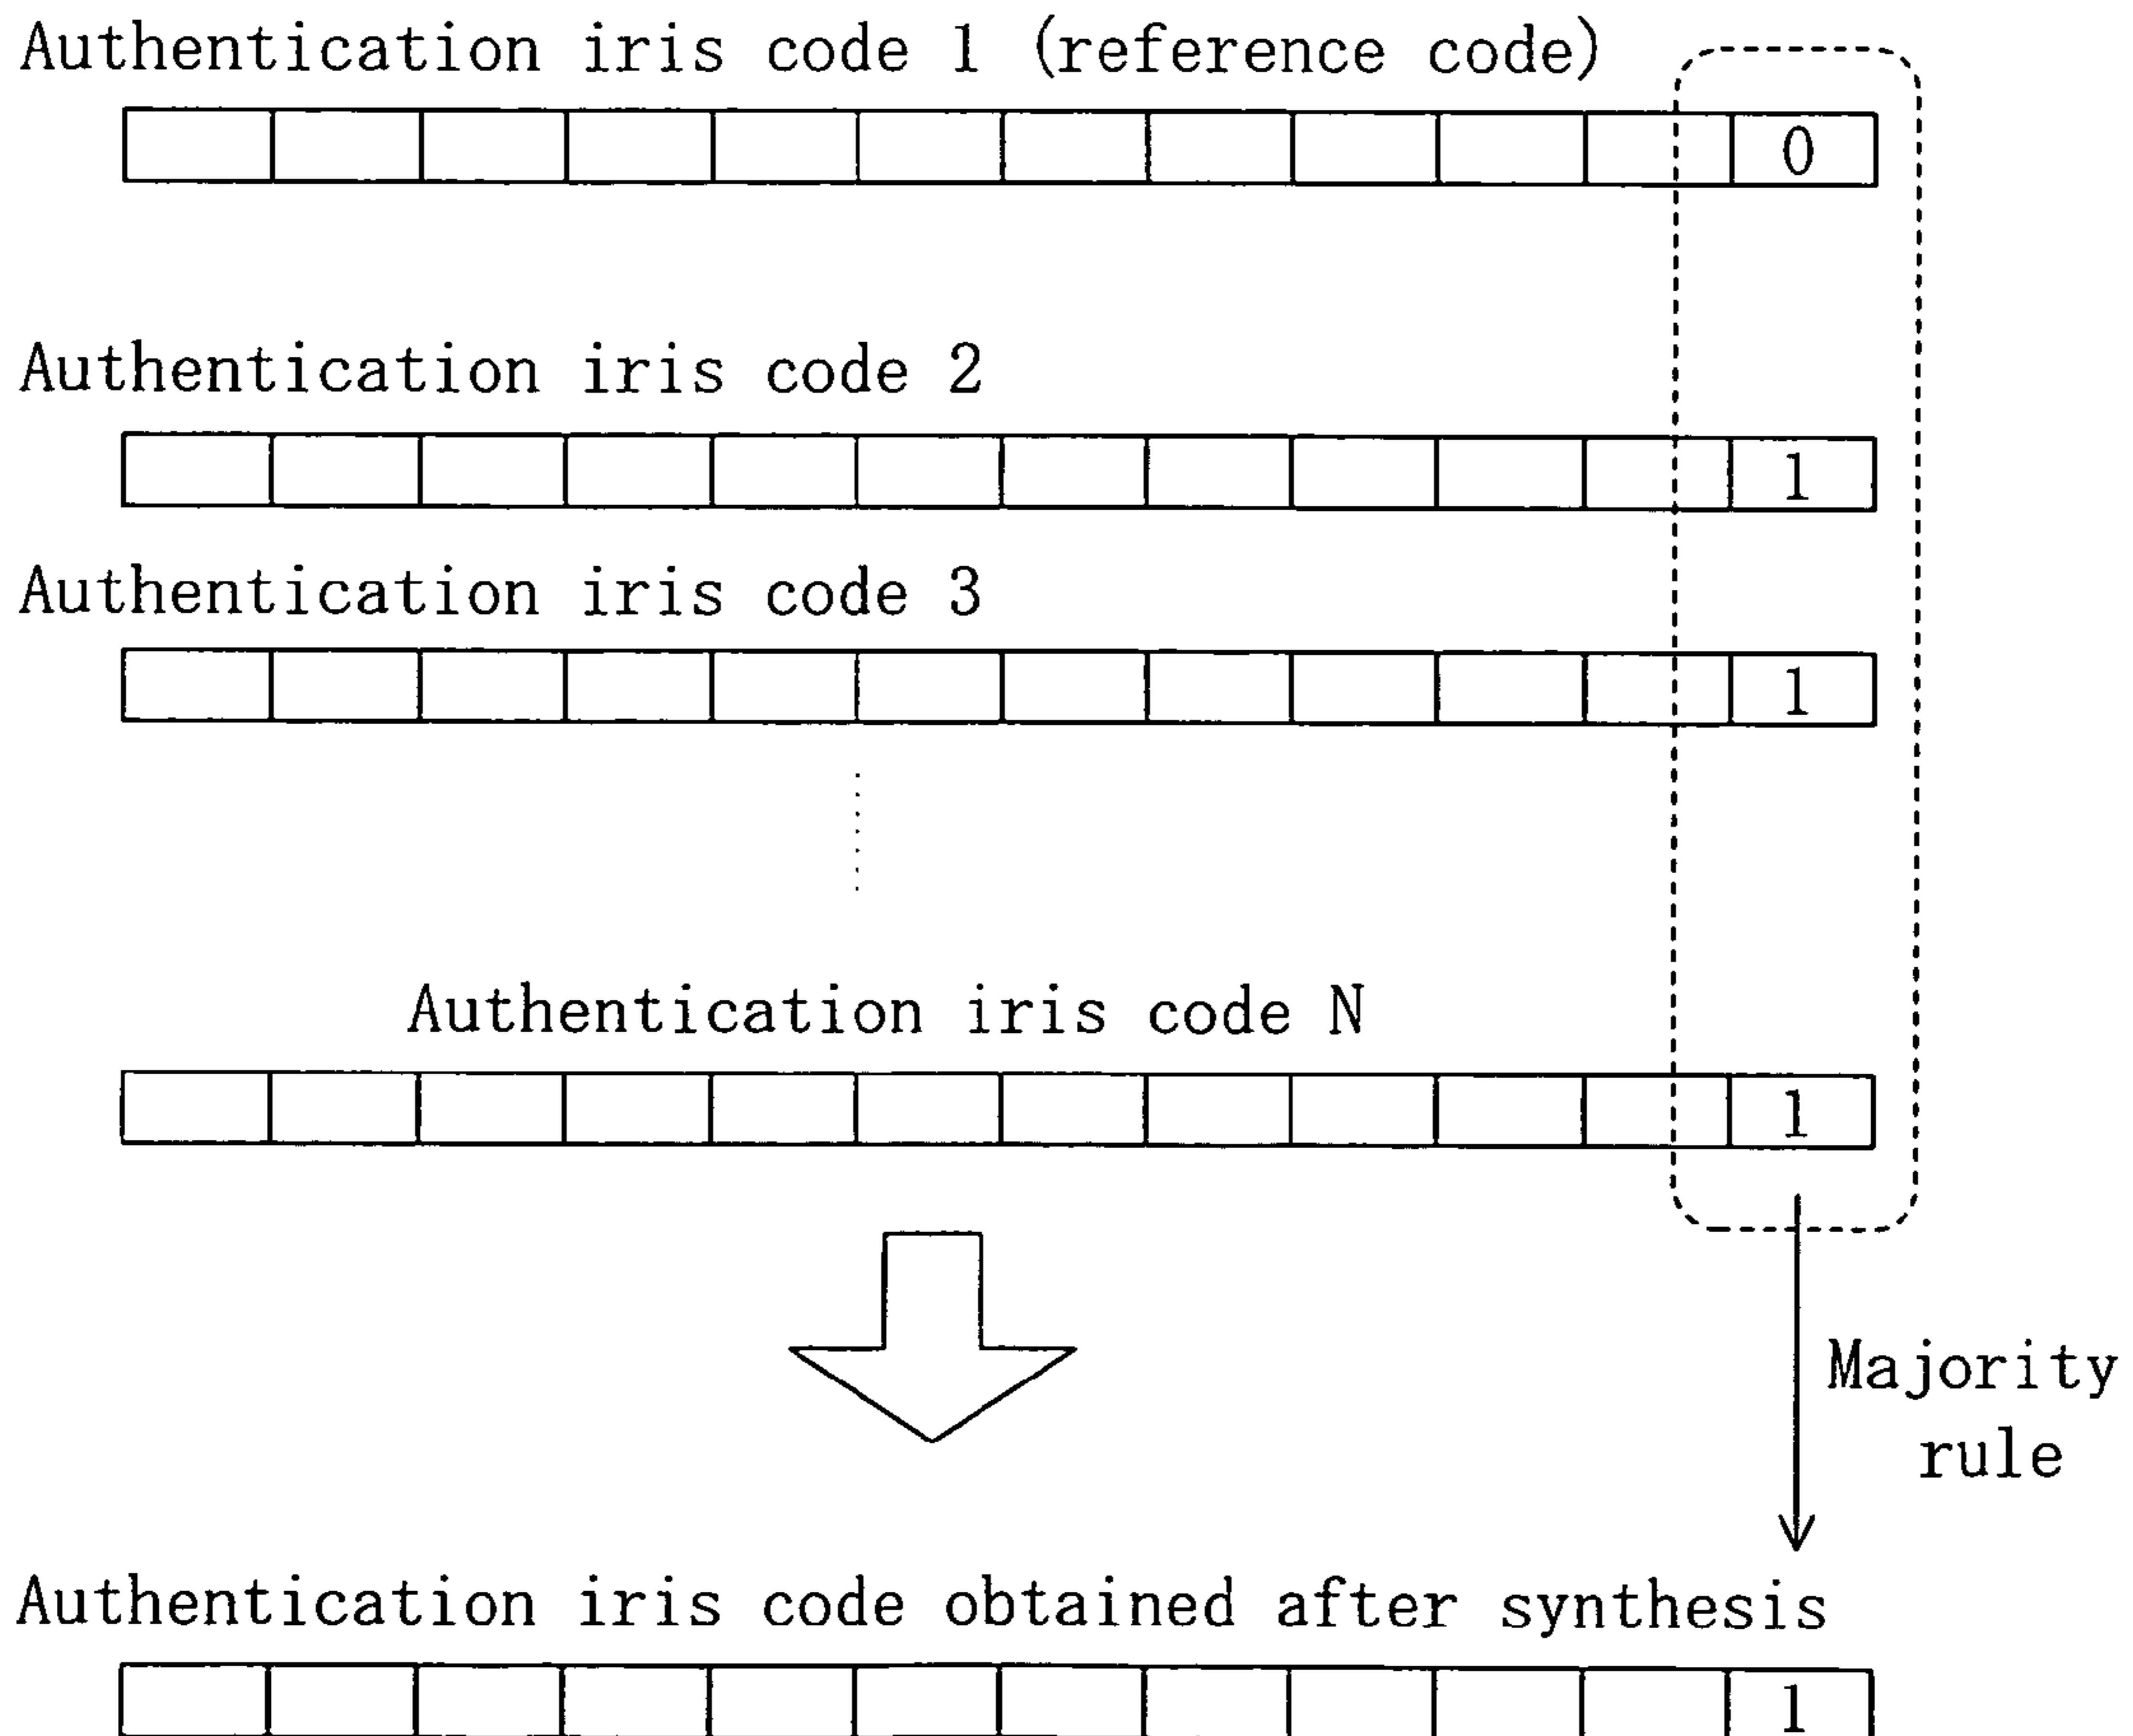 Authentication iris code 1 (reference code)
0
Authentication iris code 2
1
Authentication iris code 3
1
Authentication iris code N
1
Majority
rule
Authentication iris code obtained after synthesis
1